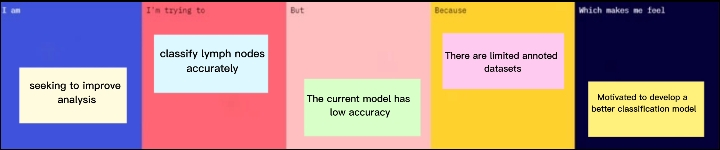 I am
seeking to improve
analysis
I'm trying to
classify lymph nodes
accurately
But
The current model has
low accuracy
Because
There are limited annoted
datasets
Which makes me feel
Motivated to develop a
better classification model